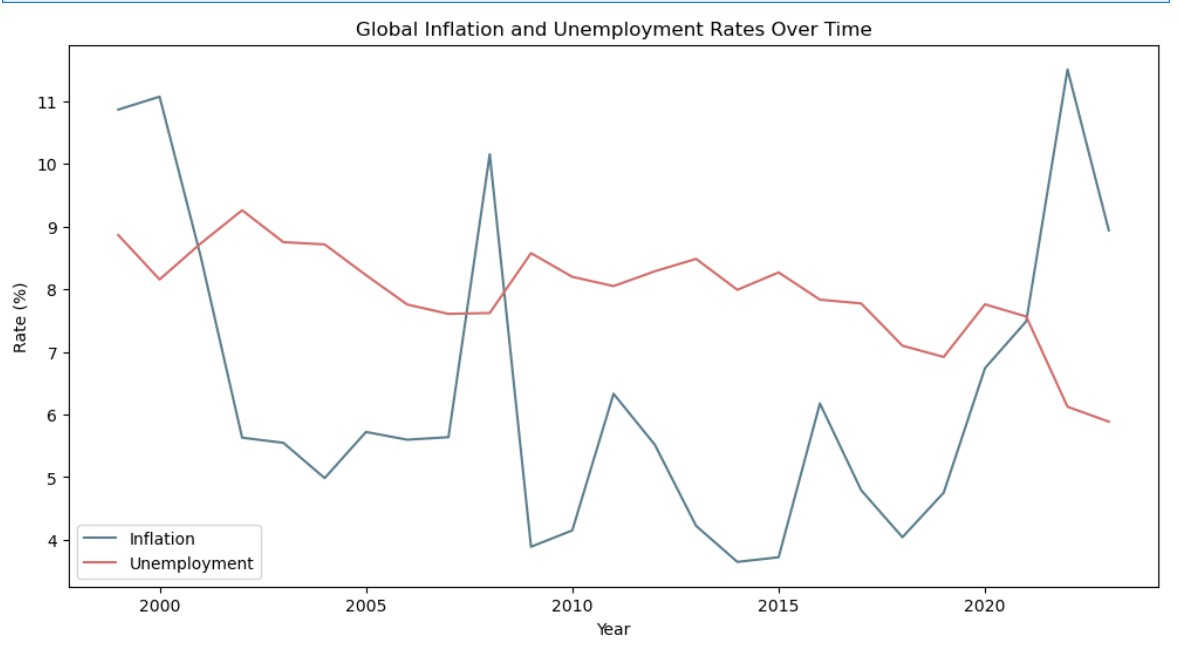 Global Inflation and Unemployment Rates Over Time
Rate (%)
11
10
9
8
7
6
5
4
Inflation
Unemployment
2000 2005 2010 2015 2020
Year